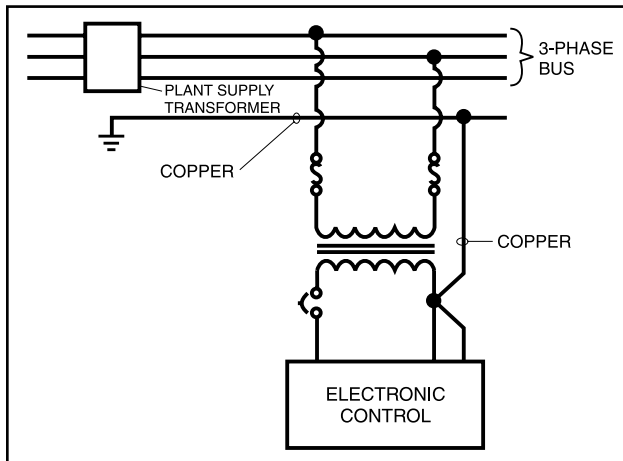 3-PHASE
BUS
PLANT SUPPLY
TRANSFORMER
COPPER
COPPER
ELECTRONIC
CONTROL